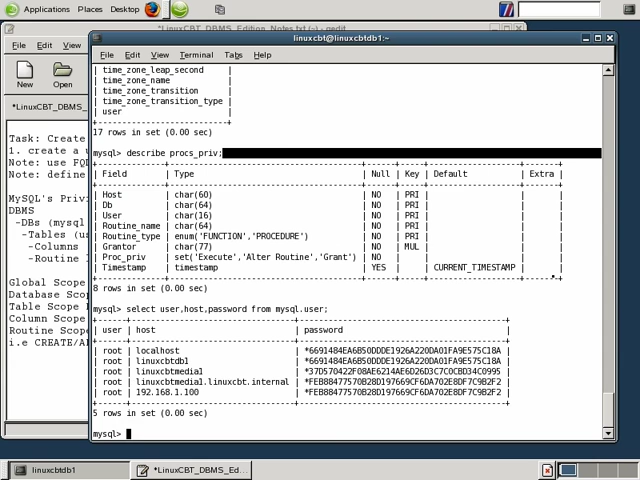 Applications Places Desktop
*LinuxCBT_DBMS_Edition_Notes.txt (~) - gedit
File Edit View
New Open
*LinuxCBT_DBMS_
Task: Create
1. create a u
Note: use FQD
Note: define
MySQL's Privi
DBMS
-DBs (mysql
-Tables (us
-Columns
-Routine
Global Scope
Database Scop
Table Scope
Column Scope
Routine Scope
i.e CREATE/AL
linuxcbt@linuxcbtdb1:~
File Edit View Terminal Tabs Help
| time_zone_leap_second |
| time_zone_name |
| time_zone_transition |
| time_zone_transition_type |
| user |
+---------------------------+
17 rows in set (0.00 sec)
mysql> describe procs_priv;
| Field | Type | Null | Key | Default | Extra |
| Host | char(60) | NO | PRI | | |
| Db | char(64) | NO | PRI | | |
| User | char(16) | NO | PRI | | |
| Routine_name | char(64) | NO | PRI | | |
| Routine_type | enum('FUNCTION','PROCEDURE') | NO | PRI | | |
| Grantor | char(77) | NO | MUL | | |
| Proc_priv | set('Execute','Alter Routine','Grant') | NO | | | |
| Timestamp | timestamp | YES | | CURRENT_TIMESTAMP | |
8 rows in set (0.00 sec)
mysql> select user,host,password from mysql.user;
| user | host | password |
| root | localhost | *6691484EA6B50DDDE1926A220DA01FA9E575C18A |
| root | linuxcbtdb1 | *6691484EA6B50DDDE1926A220DA01FA9E575C18A |
| root | linuxcbtmedia1 | *37D570422F08AE6214AE6D26D3C7C0CBD34C0995 |
| root | linuxcbtmedia1.linuxcbt.internal | *FEB88477570B28D197669CF6DA702E8DF7C9B2F2 |
| root | 192.168.1.100 | *FEB88477570B28D197669CF6DA702E8DF7C9B2F2 |
5 rows in set (0.00 sec)
mysql>
linuxcbtdb1
*LinuxCBT_DBMS_Ed...